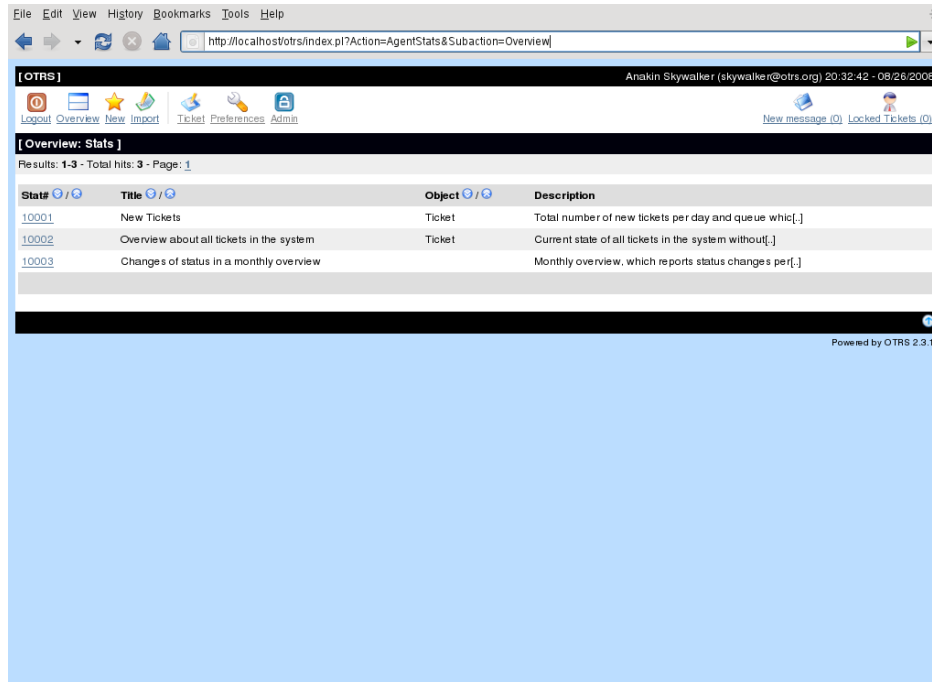 File Edit View History Bookmarks Tools Help
http://localhost/otrs/index.pl?Action=AgentStats&Subaction=Overview
[ OTRS ] Anakin Skywalker (skywalker@otrs.org) 20:32:42 - 08/26/2008
Logout Overview New Import Ticket Preferences Admin New message (0) Locked Tickets (0)
[ Overview: Stats ]
Results: 1-3 - Total hits: 3 - Page: 1
Stat# / Title / Object / Description
10001 New Tickets Ticket Total number of new tickets per day and queue whic[..]
10002 Overview about all tickets in the system Ticket Current state of all tickets in the system without[..]
10003 Changes of status in a monthly overview Monthly overview, which reports status changes per[..]
Powered by OTRS 2.3.1